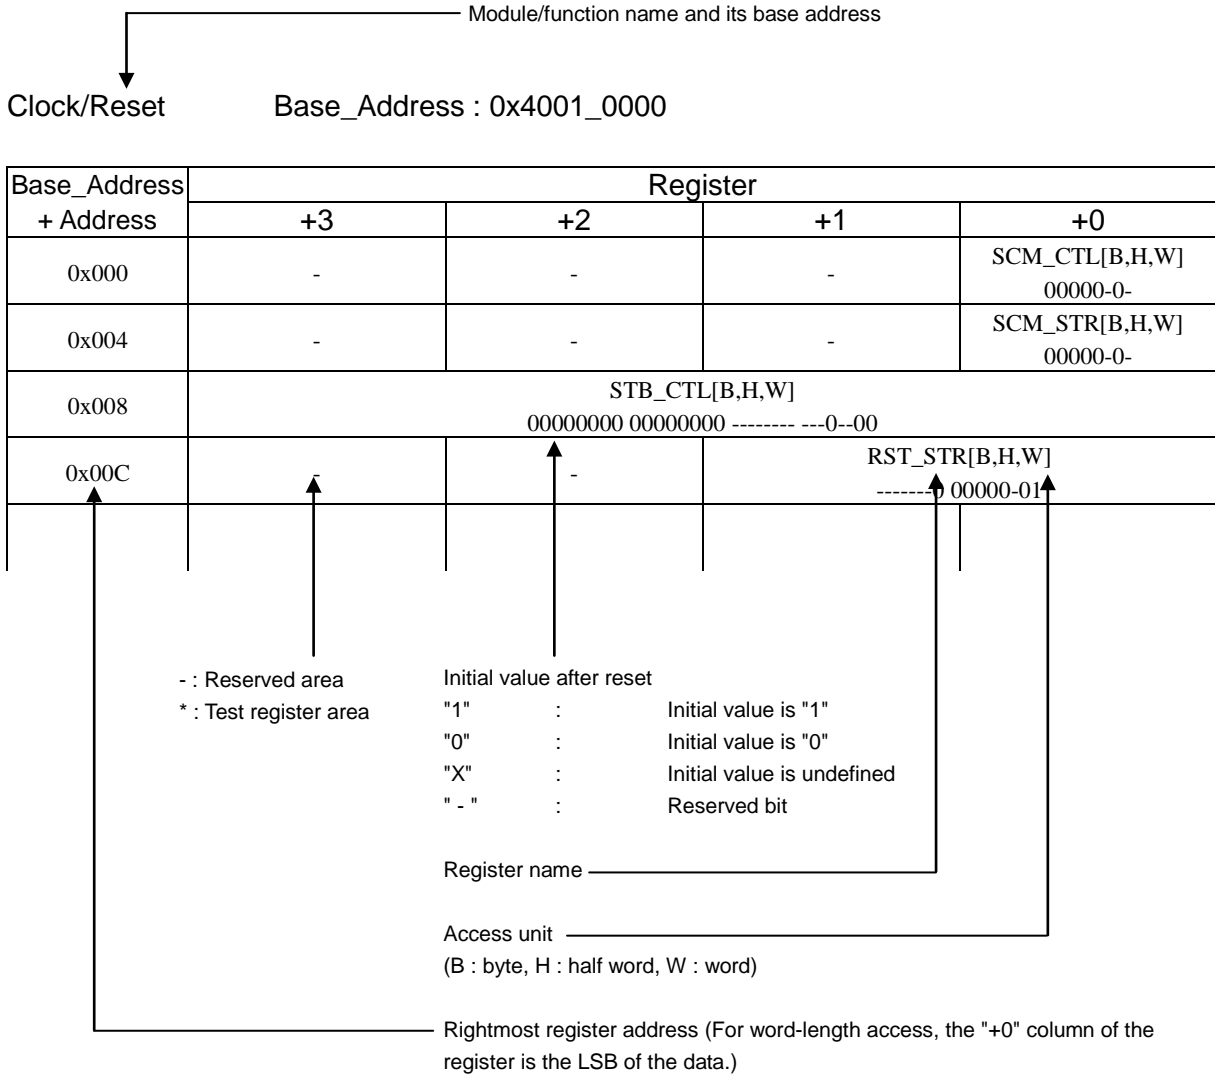 Module/function name and its base address
Clock/Reset Base_Address : 0x4001_0000
Base_Address + Address Register
+3 +2 +1 +0
0x000 - - - SCM_CTL[B,H,W]
00000-0-
0x004 - - - SCM_STR[B,H,W]
00000-0-
0x008 STB_CTL[B,H,W]
00000000 00000000 -------- ---0--00
0x00C - - RST_STR[B,H,W]
-------0 00000-01
- : Reserved area
* : Test register area
Initial value after reset
"1" : Initial value is "1"
"0" : Initial value is "0"
"X" : Initial value is undefined
" - " : Reserved bit
Register name
Access unit
(B : byte, H : half word, W : word)
Rightmost register address (For word-length access, the "+0" column of the
register is the LSB of the data.)